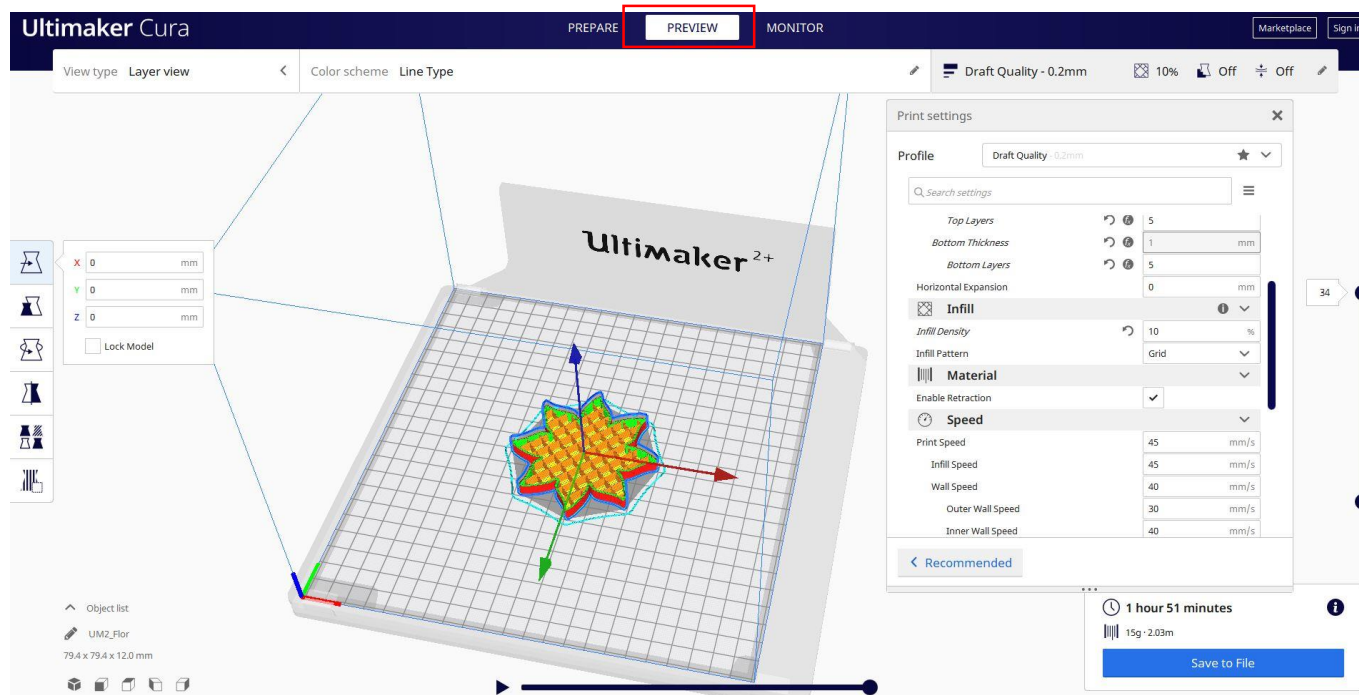 Ultimaker Cura
PREPARE
PREVIEW
MONITOR
Marketplace
Sign in
View type Layer view
Color scheme Line Type
Draft Quality - 0.2mm
10%
Off
Off
Print settings
Profile
Draft Quality - 0.2mm
Search settings
Top Layers 5
Bottom Thickness 1 mm
Bottom Layers 5
Horizontal Expansion 0 mm
Infill
Infill Density 10 %
Infill Pattern Grid
Material
Enable Retraction
Speed
Print Speed 45 mm/s
Infill Speed 45 mm/s
Wall Speed 40 mm/s
Outer Wall Speed 30 mm/s
Inner Wall Speed 40 mm/s
Recommended
X 0 mm
Y 0 mm
Z 0 mm
Lock Model
Ultimaker 2+
34
Object list
UM2_Flor
79.4 x 79.4 x 12.0 mm
1 hour 51 minutes
15g · 2.03m
Save to File